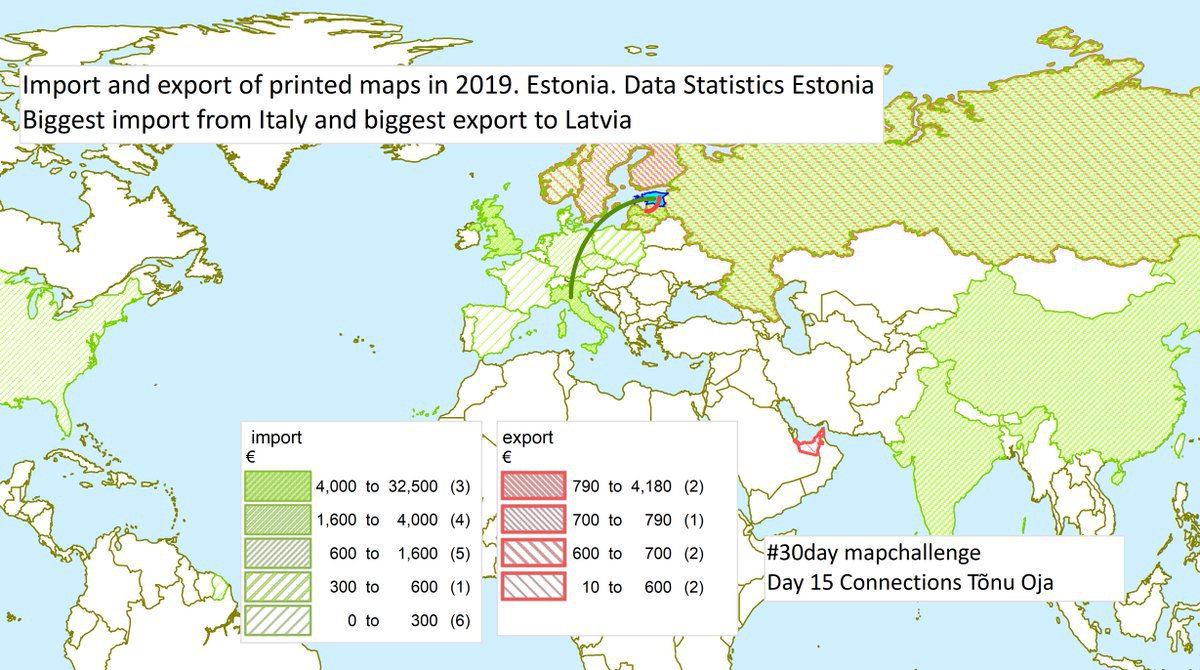 Import and export of printed maps in 2019. Estonia. Data Statistics Estonia
Biggest import from Italy and biggest export to Latvia
import
€
4,000 to 32,500 (3)
1,600 to 4,000 (4)
600 to 1,600 (5)
300 to 600 (1)
0 to 300 (6)
export
€
790 to 4,180 (2)
700 to 790 (1)
600 to 700 (2)
10 to 600 (2)
#30day mapchallenge
Day 15 Connections Tõnu Oja